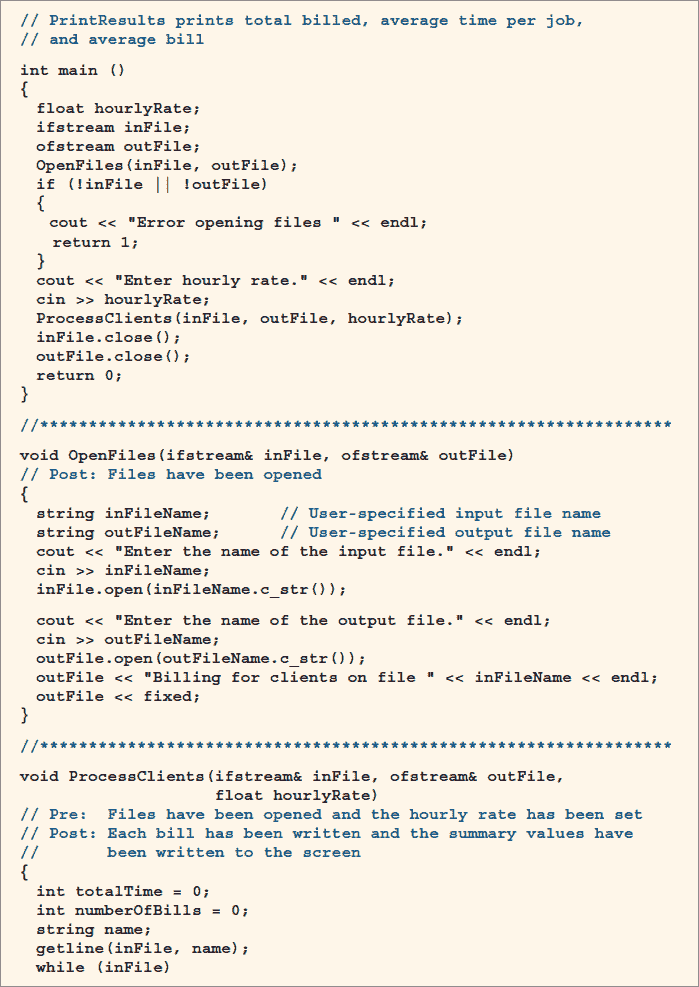 // PrintResults prints total billed, average time per job,
// and average bill
int main ()
{
float hourlyRate;
ifstream inFile;
ofstream outFile;
OpenFiles(inFile, outFile);
if (!inFile || !outFile)
{
cout << "Error opening files " << endl;
return 1;
}
cout << "Enter hourly rate." << endl;
cin >> hourlyRate;
ProcessClients(inFile, outFile, hourlyRate);
inFile.close();
outFile.close();
return 0;
}
//*****************************************************************
void OpenFiles(ifstream& inFile, ofstream& outFile)
// Post: Files have been opened
{
string inFileName;       // User-specified input file name
string outFileName;      // User-specified output file name
cout << "Enter the name of the input file." << endl;
cin >> inFileName;
inFile.open(inFileName.c_str());
cout << "Enter the name of the output file." << endl;
cin >> outFileName;
outFile.open(outFileName.c_str());
outFile << "Billing for clients on file " << inFileName << endl;
outFile << fixed;
}
//*****************************************************************
void ProcessClients(ifstream& inFile, ofstream& outFile,
float hourlyRate)
// Pre:  Files have been opened and the hourly rate has been set
// Post: Each bill has been written and the summary values have
//       been written to the screen
{
int totalTime = 0;
int numberOfBills = 0;
string name;
getline(inFile, name);
while (inFile)